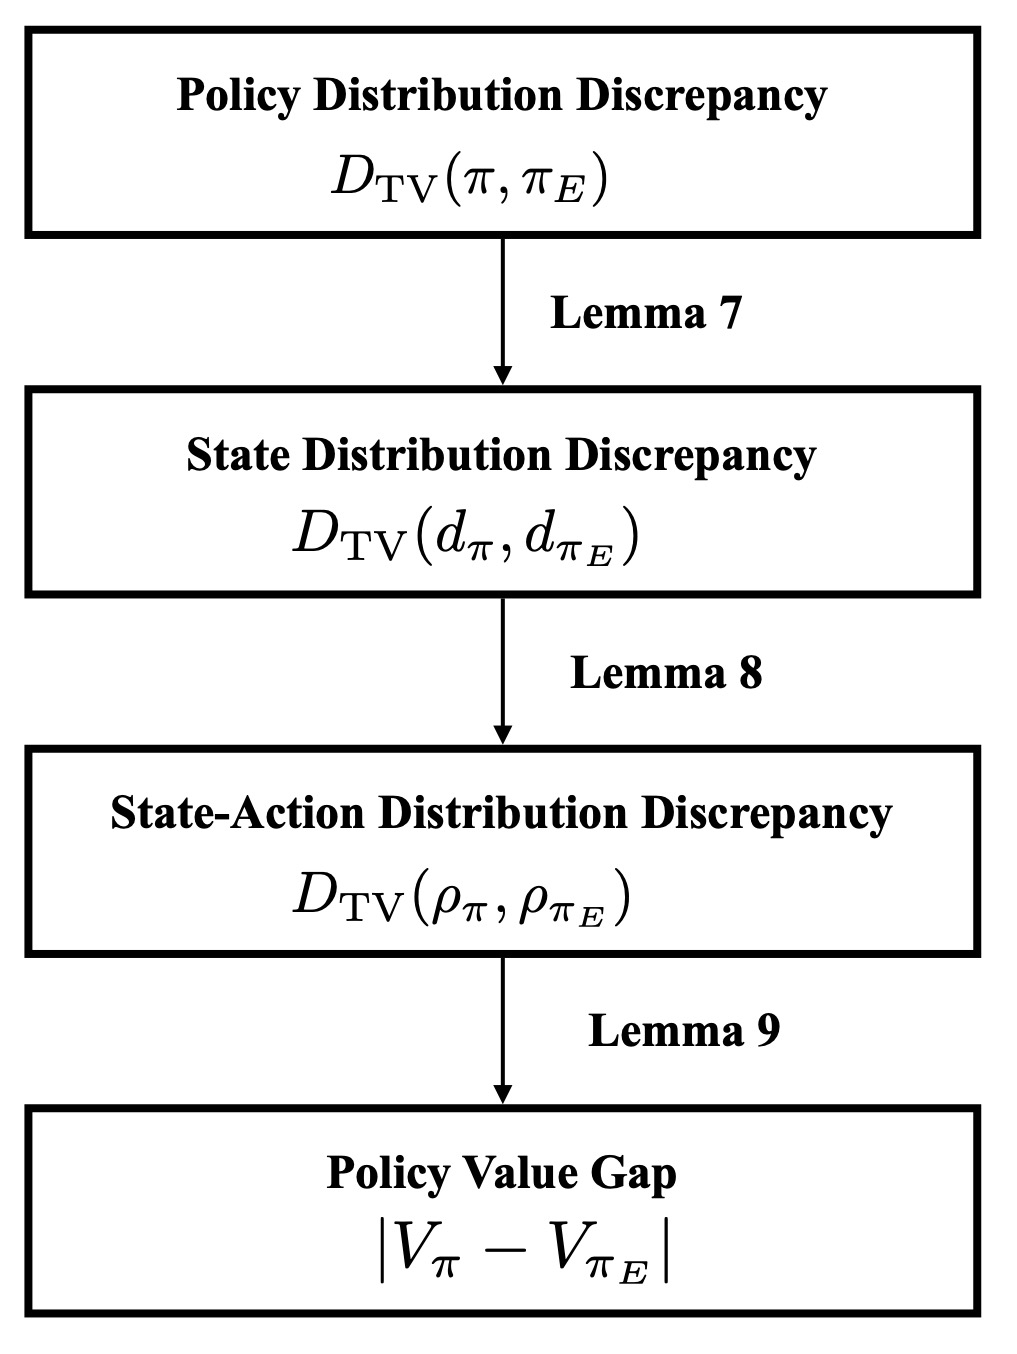 Policy Distribution Discrepancy
$D_{\mathrm{TV}}(\pi, \pi_E)$
Lemma 7
State Distribution Discrepancy
$D_{\mathrm{TV}}(d_\pi, d_{\pi_E})$
Lemma 8
State-Action Distribution Discrepancy
$D_{\mathrm{TV}}(\rho_\pi, \rho_{\pi_E})$
Lemma 9
Policy Value Gap
$|V_\pi - V_{\pi_E}|$